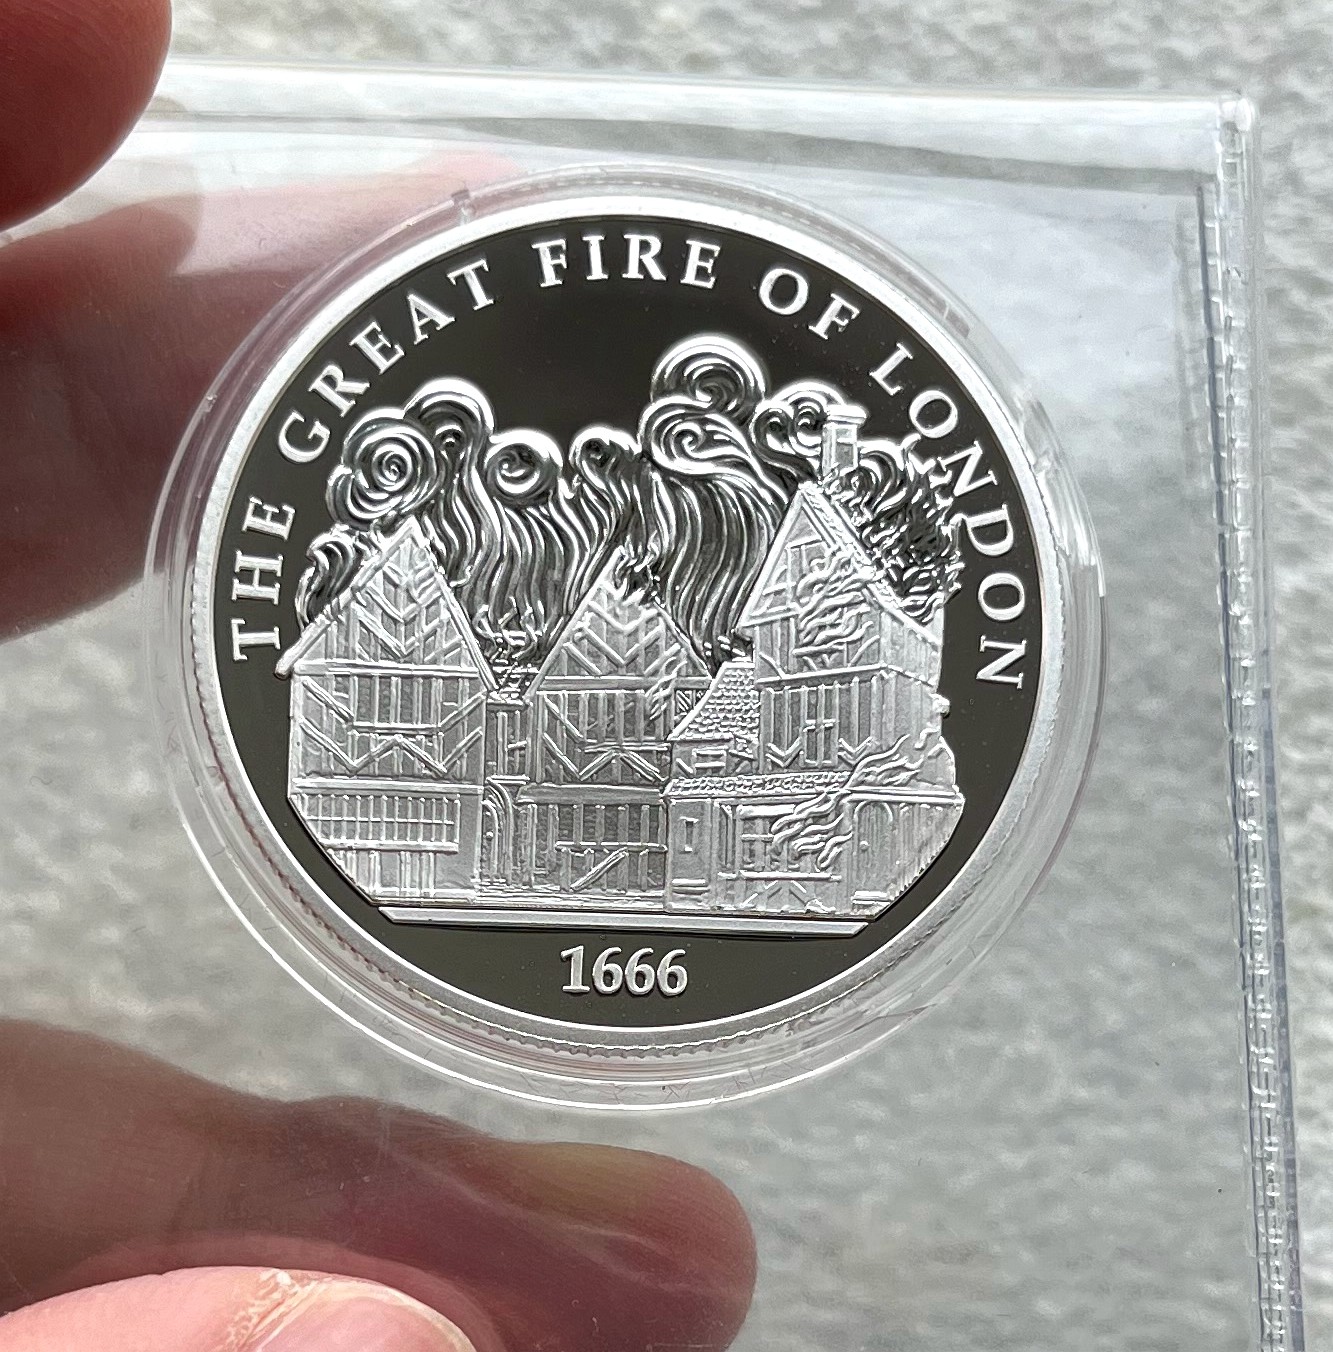 THE GREAT FIRE OF LONDON
1666